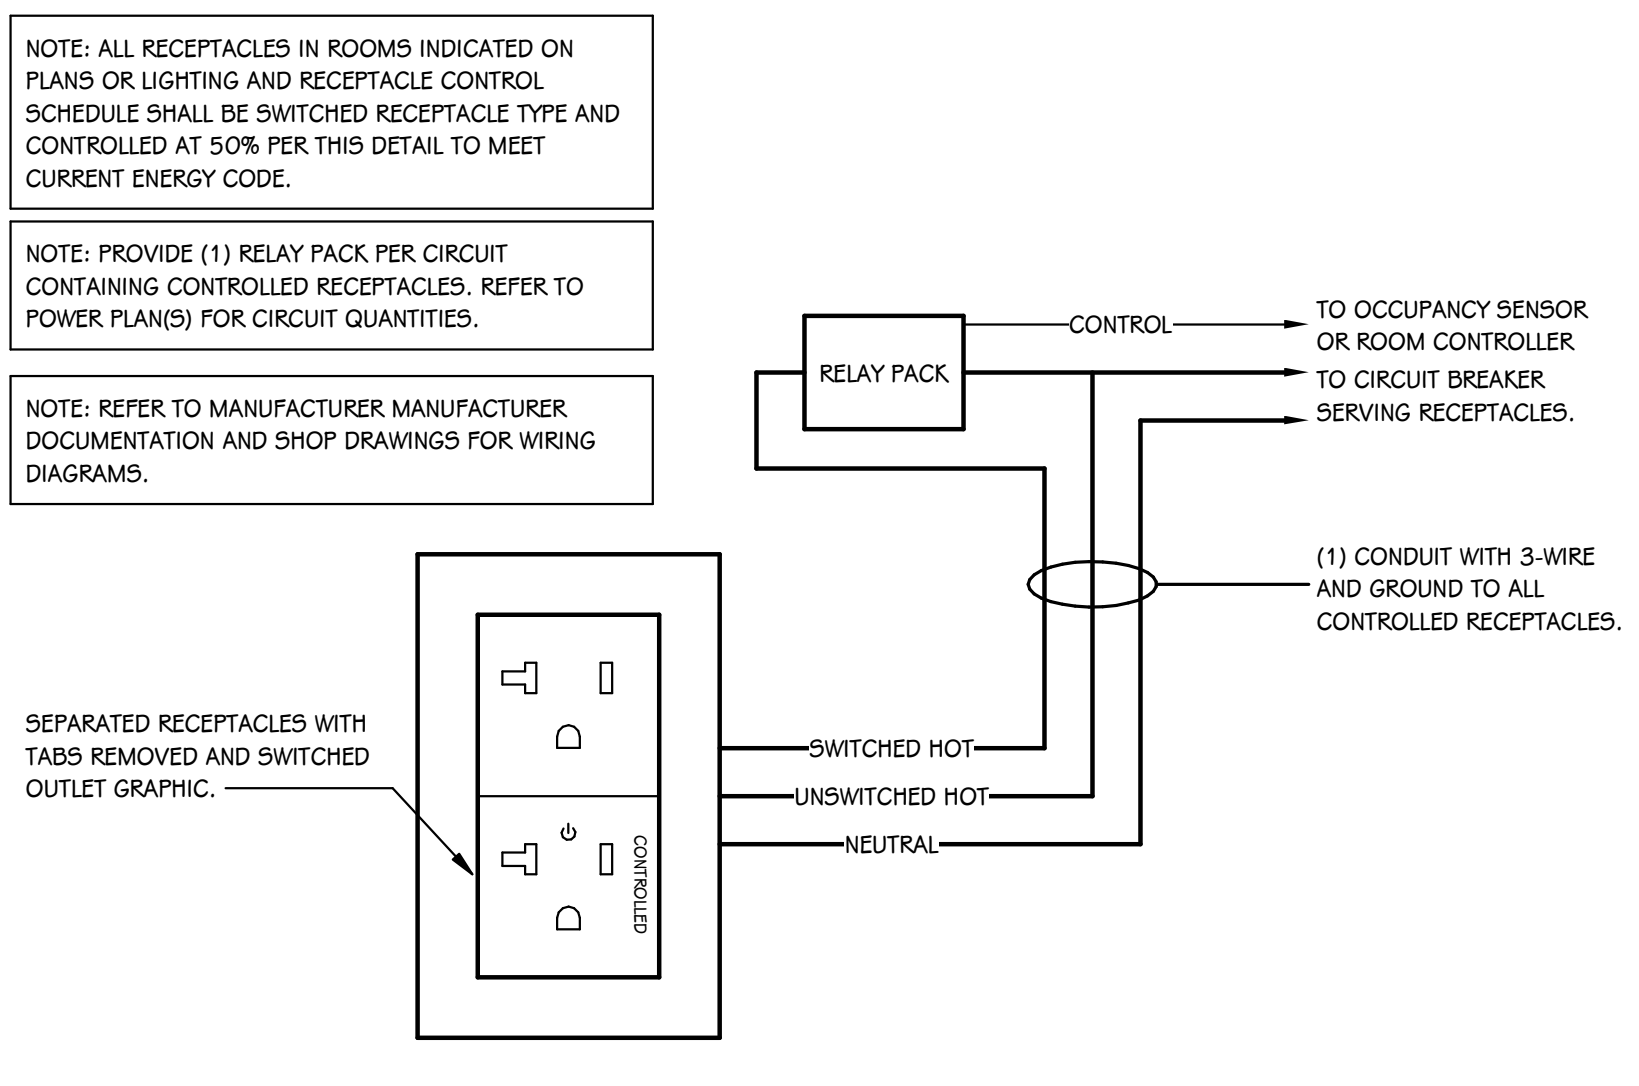 NOTE: ALL RECEPTACLES IN ROOMS INDICATED ON
PLANS OR LIGHTING AND RECEPTACLE CONTROL
SCHEDULE SHALL BE SWITCHED RECEPTACLE TYPE AND
CONTROLLED AT 50% PER THIS DETAIL TO MEET
CURRENT ENERGY CODE.
NOTE: PROVIDE (1) RELAY PACK PER CIRCUIT
CONTAINING CONTROLLED RECEPTACLES. REFER TO
POWER PLAN(S) FOR CIRCUIT QUANTITIES.
NOTE: REFER TO MANUFACTURER MANUFACTURER
DOCUMENTATION AND SHOP DRAWINGS FOR WIRING
DIAGRAMS.
RELAY PACK
CONTROL
TO OCCUPANCY SENSOR
OR ROOM CONTROLLER
TO CIRCUIT BREAKER
SERVING RECEPTACLES.
(1) CONDUIT WITH 3-WIRE
AND GROUND TO ALL
CONTROLLED RECEPTACLES.
SEPARATED RECEPTACLES WITH
TABS REMOVED AND SWITCHED
OUTLET GRAPHIC.
SWITCHED HOT
UNSWITCHED HOT
NEUTRAL
CONTROLLED